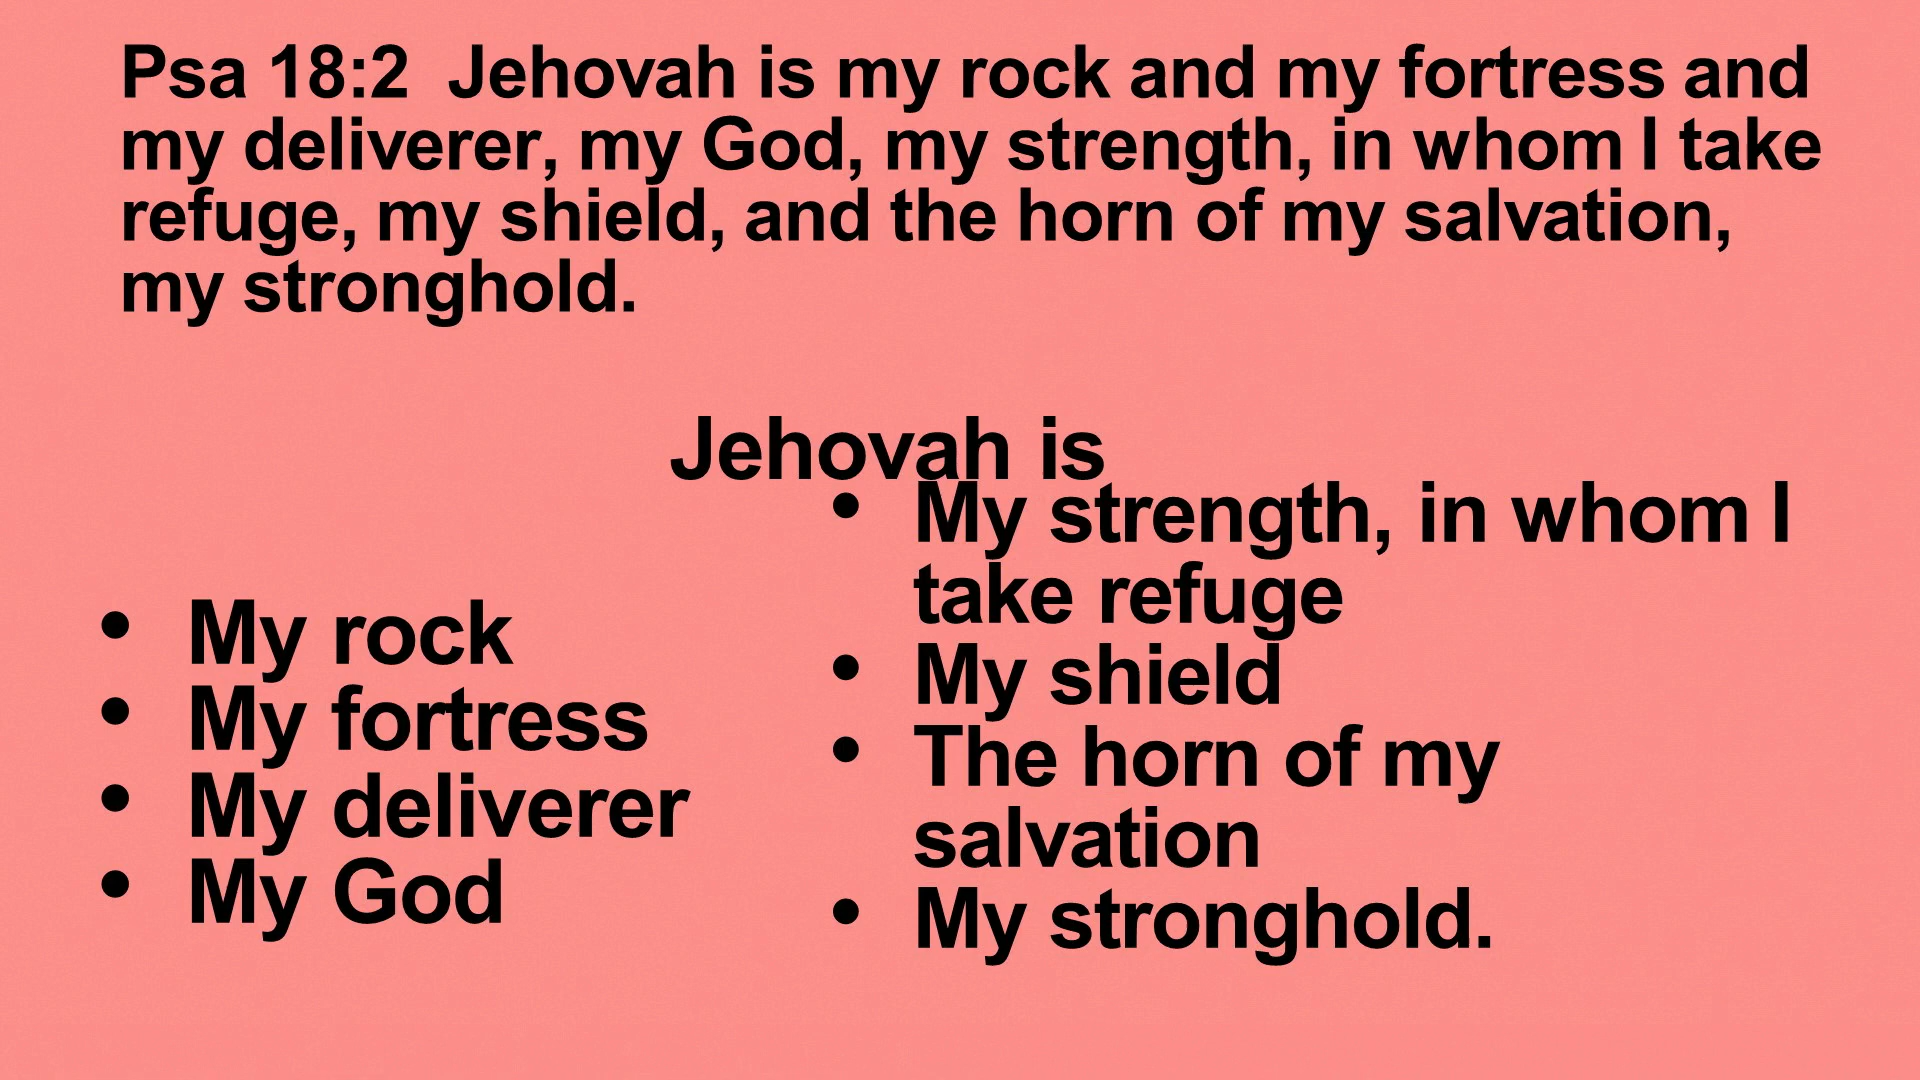 Psa 18:2  Jehovah is my rock and my fortress and
my deliverer, my God, my strength, in whom I take
refuge, my shield, and the horn of my salvation,
my stronghold.
Jehovah is
• My rock
• My fortress
• My deliverer
• My God
• My strength, in whom I
take refuge
• My shield
• The horn of my
salvation
• My stronghold.